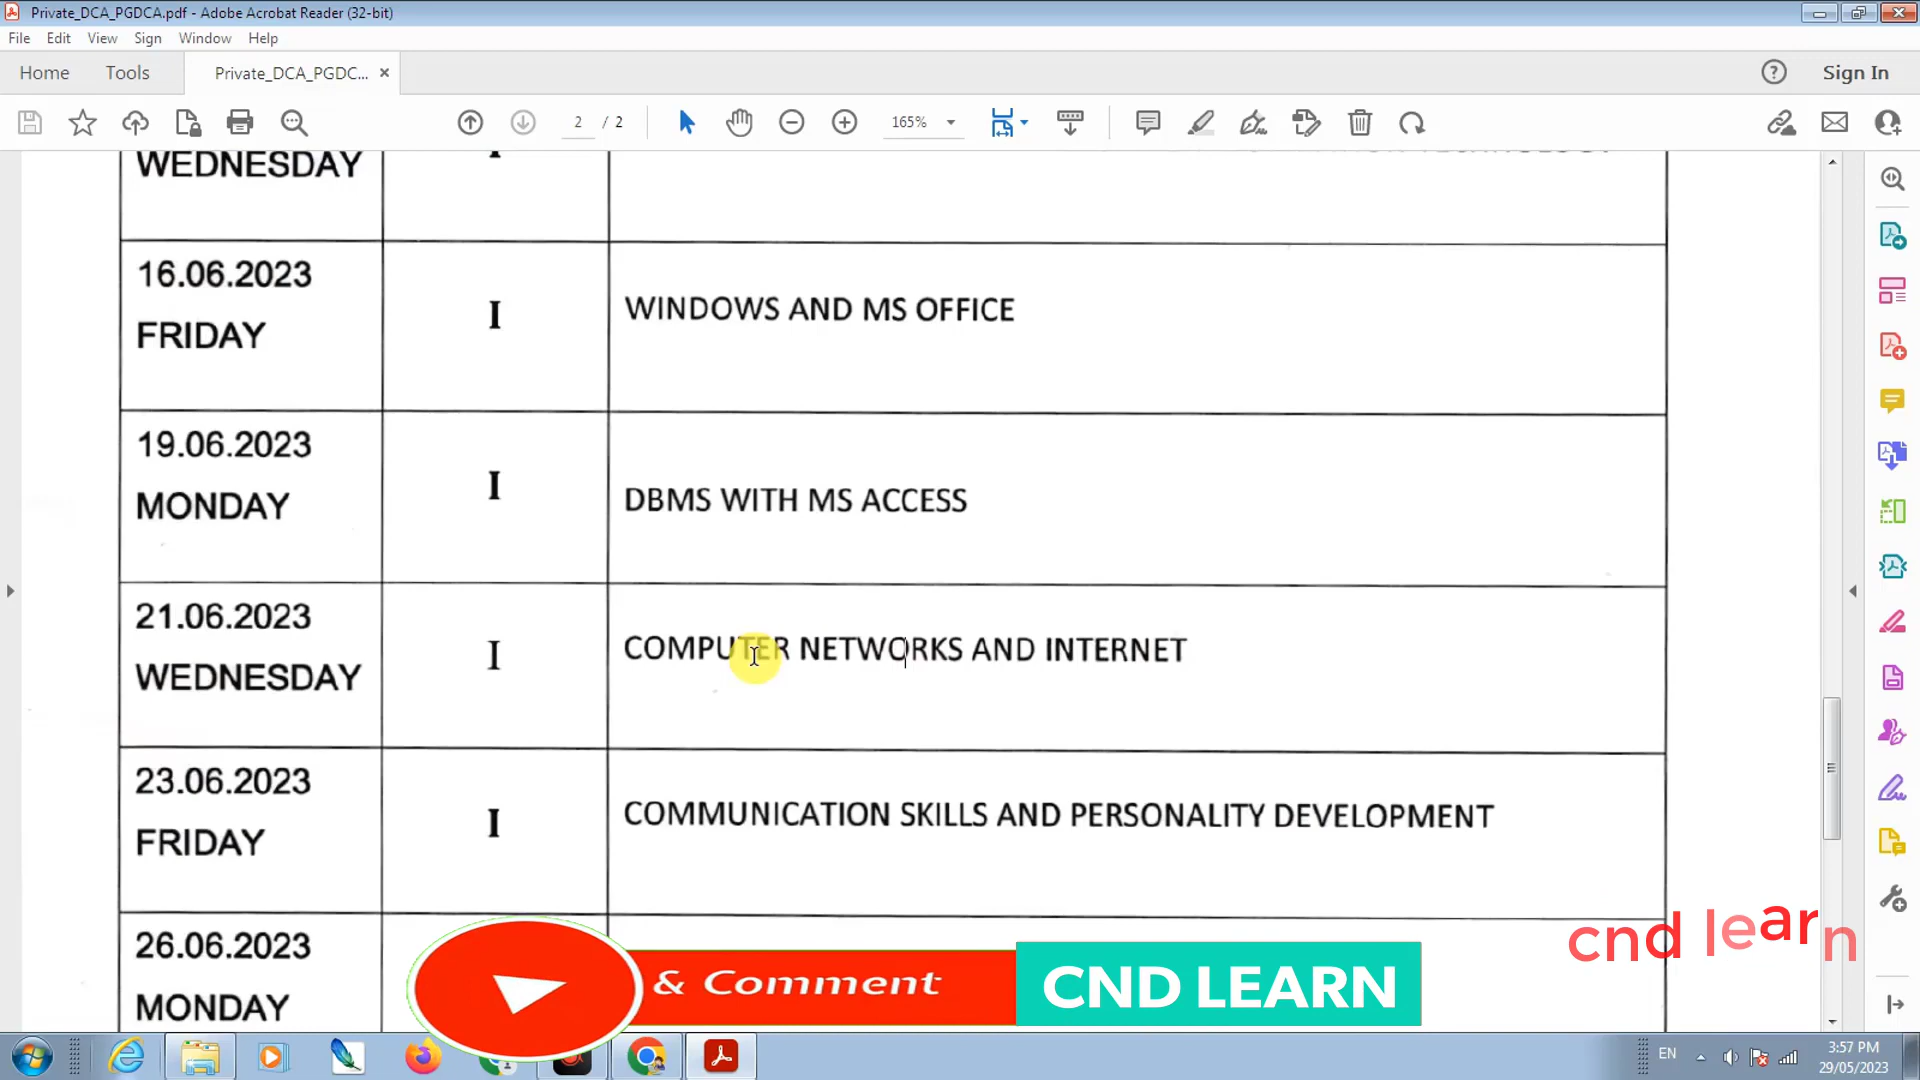 Private_DCA_PGDCA.pdf - Adobe Acrobat Reader (32-bit)
File Edit View Sign Window Help
Home Tools Private_DCA_PGDC... × Sign In
2 / 2 165%
WEDNESDAY I
16.06.2023
FRIDAY I WINDOWS AND MS OFFICE
19.06.2023
MONDAY I DBMS WITH MS ACCESS
21.06.2023
WEDNESDAY I COMPUTER NETWORKS AND INTERNET
23.06.2023
FRIDAY I COMMUNICATION SKILLS AND PERSONALITY DEVELOPMENT
26.06.2023
MONDAY
& Comment CND LEARN
cnd learn
EN 3:57 PM
29/05/2023